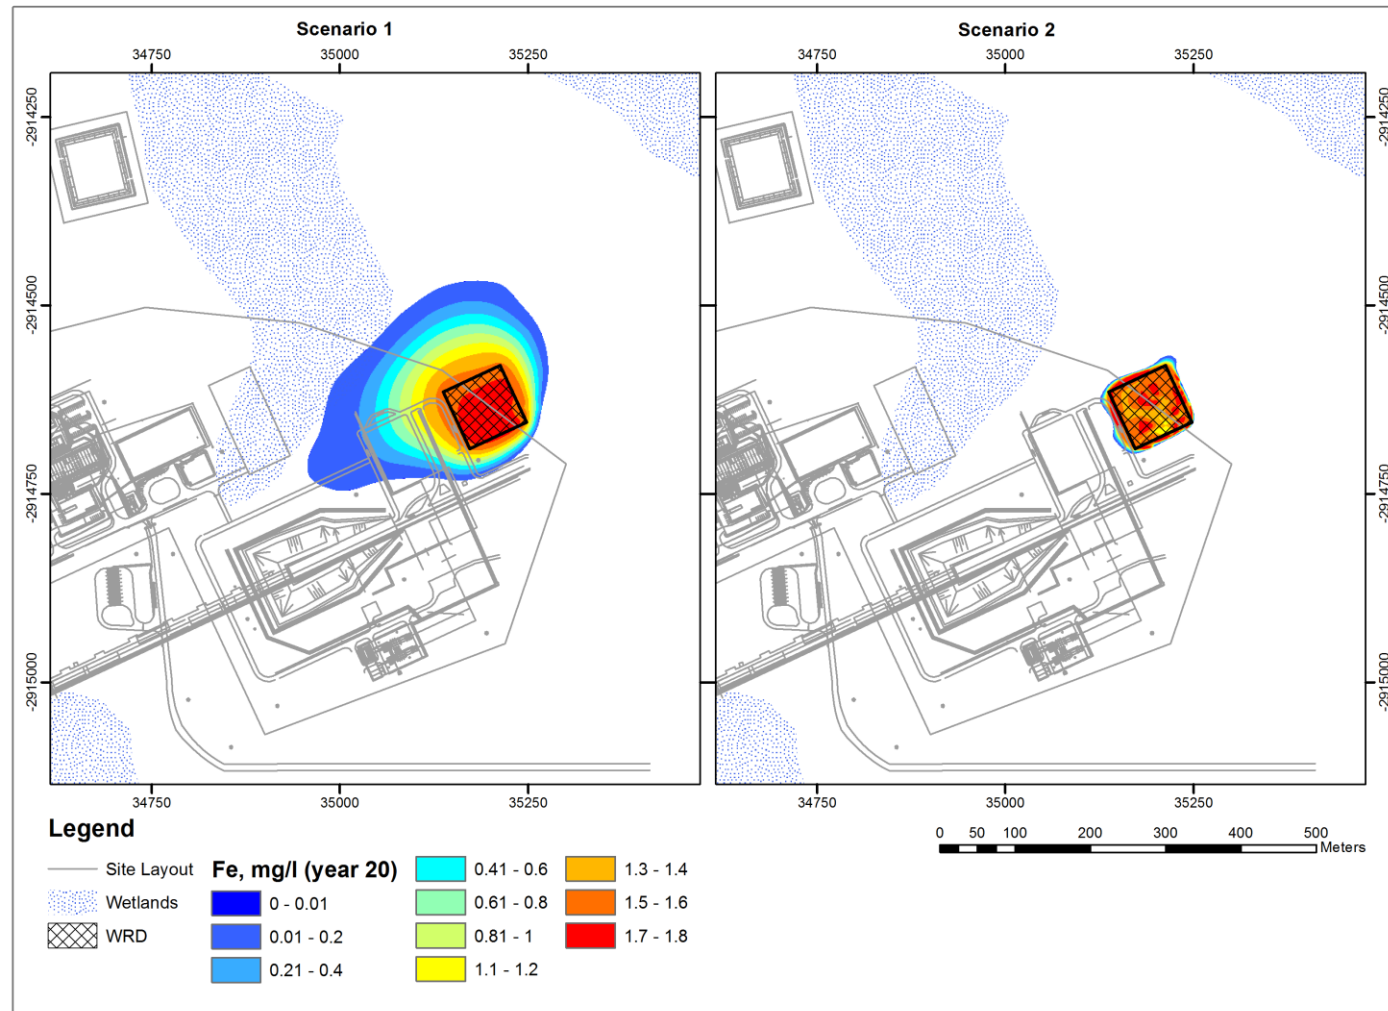 Scenario 1
Scenario 2
34750 35000 35250
34750 35000 35250
-2914250
-2914500
-2914750
-2915000
-2914250
-2914500
-2914750
-2915000
34750 35000 35250
34750 35000 35250
Legend
Site Layout
Wetlands
WRD
Fe, mg/l (year 20)
0 - 0.01
0.01 - 0.2
0.21 - 0.4
0.41 - 0.6
0.61 - 0.8
0.81 - 1
1.1 - 1.2
1.3 - 1.4
1.5 - 1.6
1.7 - 1.8
0 50 100 200 300 400 500
Meters